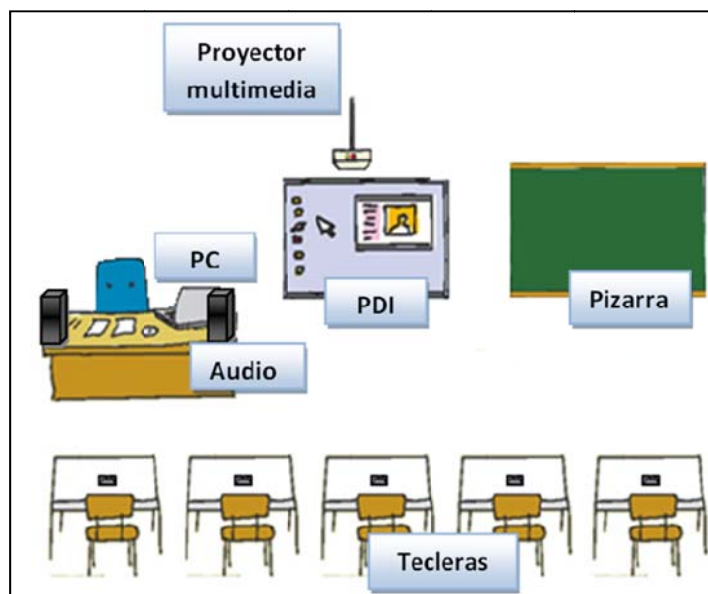 Proyector
multimedia
PC
PDI
Pizarra
Audio
Tecleras